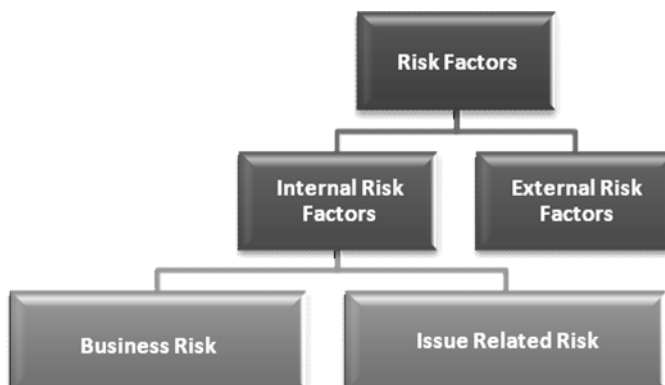 Risk Factors
Internal Risk
Factors
External Risk
Factors
Business Risk
Issue Related Risk